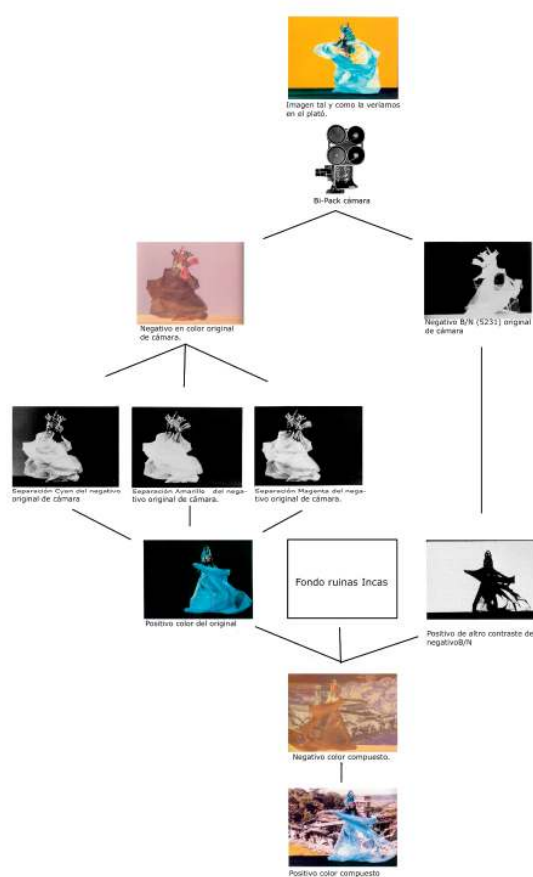 Imagen tal y como la veríamos
en el plató.
Bi-Pack cámara
Negativo en color original
de cámara.
Negativo B/N (5231) original
de cámara
Separación Cyan del negativo
original de cámara
Separación Amarillo del nega-
tivo original de cámara.
Separación Magenta del nega-
tivo original de cámara.
Fondo ruinas Incas
Positivo color del original
Positivo de altro contraste de
negativoB/N
Negativo color compuesto.
Positivo color compuesto